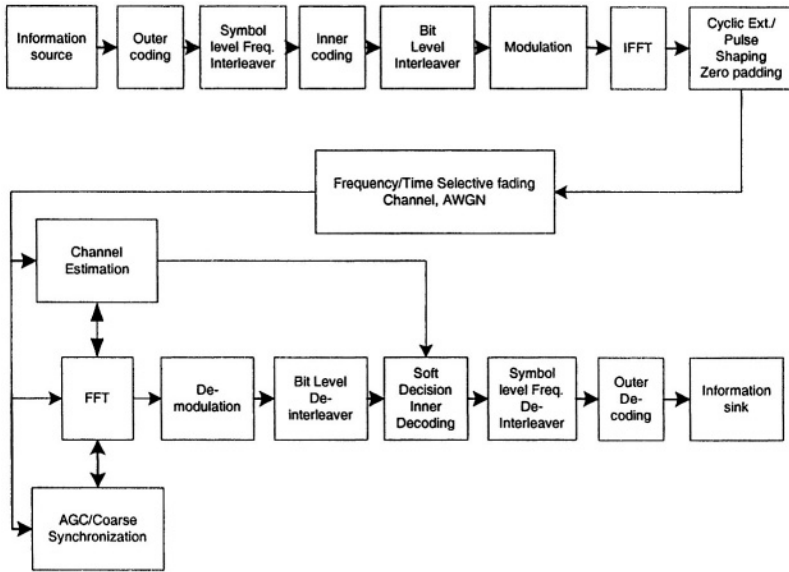 Information
source
Outer
coding
Symbol
level Freq.
Interleaver
Inner
coding
Bit
Level
Interleaver
Modulation
IFFT
Cyclic Ext./
Pulse
Shaping
Zero padding
Frequency/Time Selective fading
Channel, AWGN
Channel
Estimation
FFT
De-
modulation
Bit Level
De-
interleaver
Soft
Decision
Inner
Decoding
Symbol
level Freq.
De-
Interleaver
Outer
De-
coding
Information
sink
AGC/Coarse
Synchronization